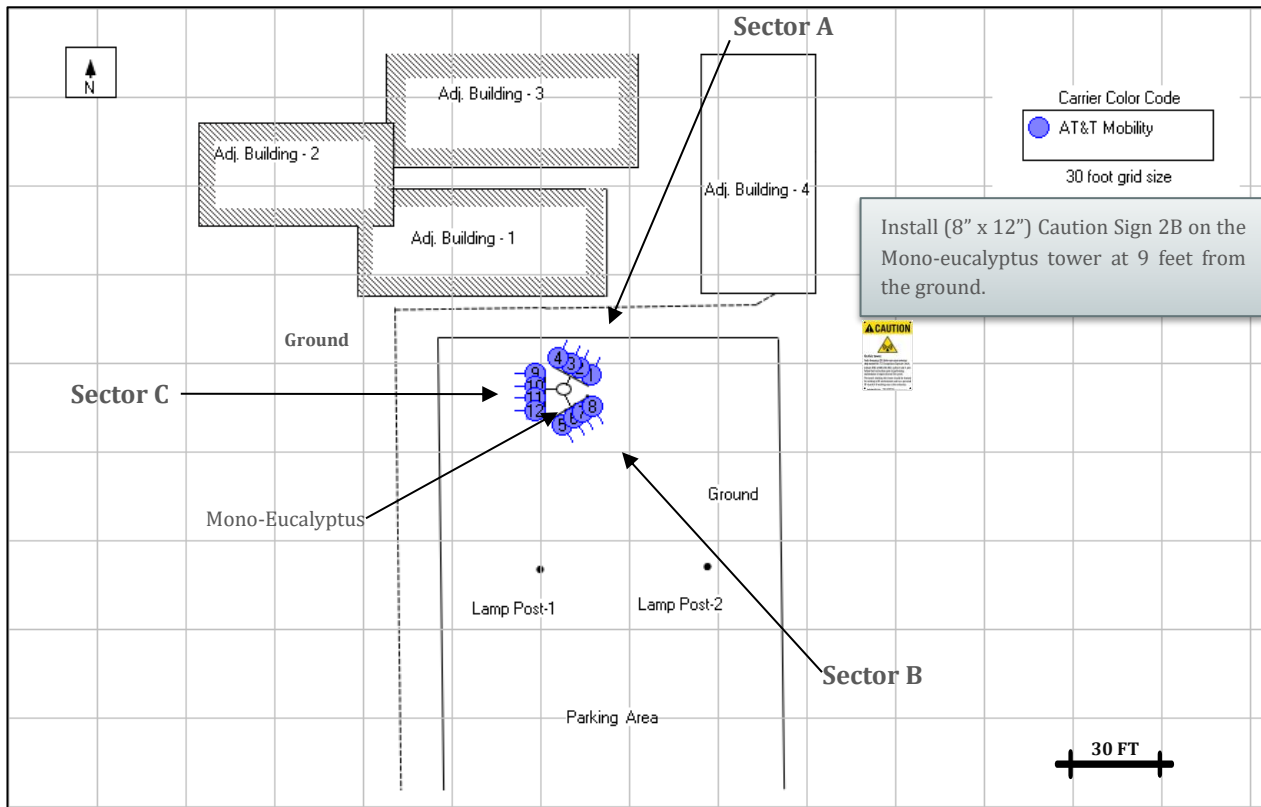 Sector A
N
Adj. Building - 3
Carrier Color Code
AT&T Mobility
30 foot grid size
Adj. Building - 2
Adj. Building - 4
Adj. Building - 1
Install (8” x 12”) Caution Sign 2B on the
Mono-eucalyptus tower at 9 feet from
the ground.
CAUTION
Ground
4 3 2 1
Sector C
9
10
11
12
5 6 7 8
Mono-Eucalyptus
Ground
Lamp Post-1
Lamp Post-2
Sector B
Parking Area
30 FT